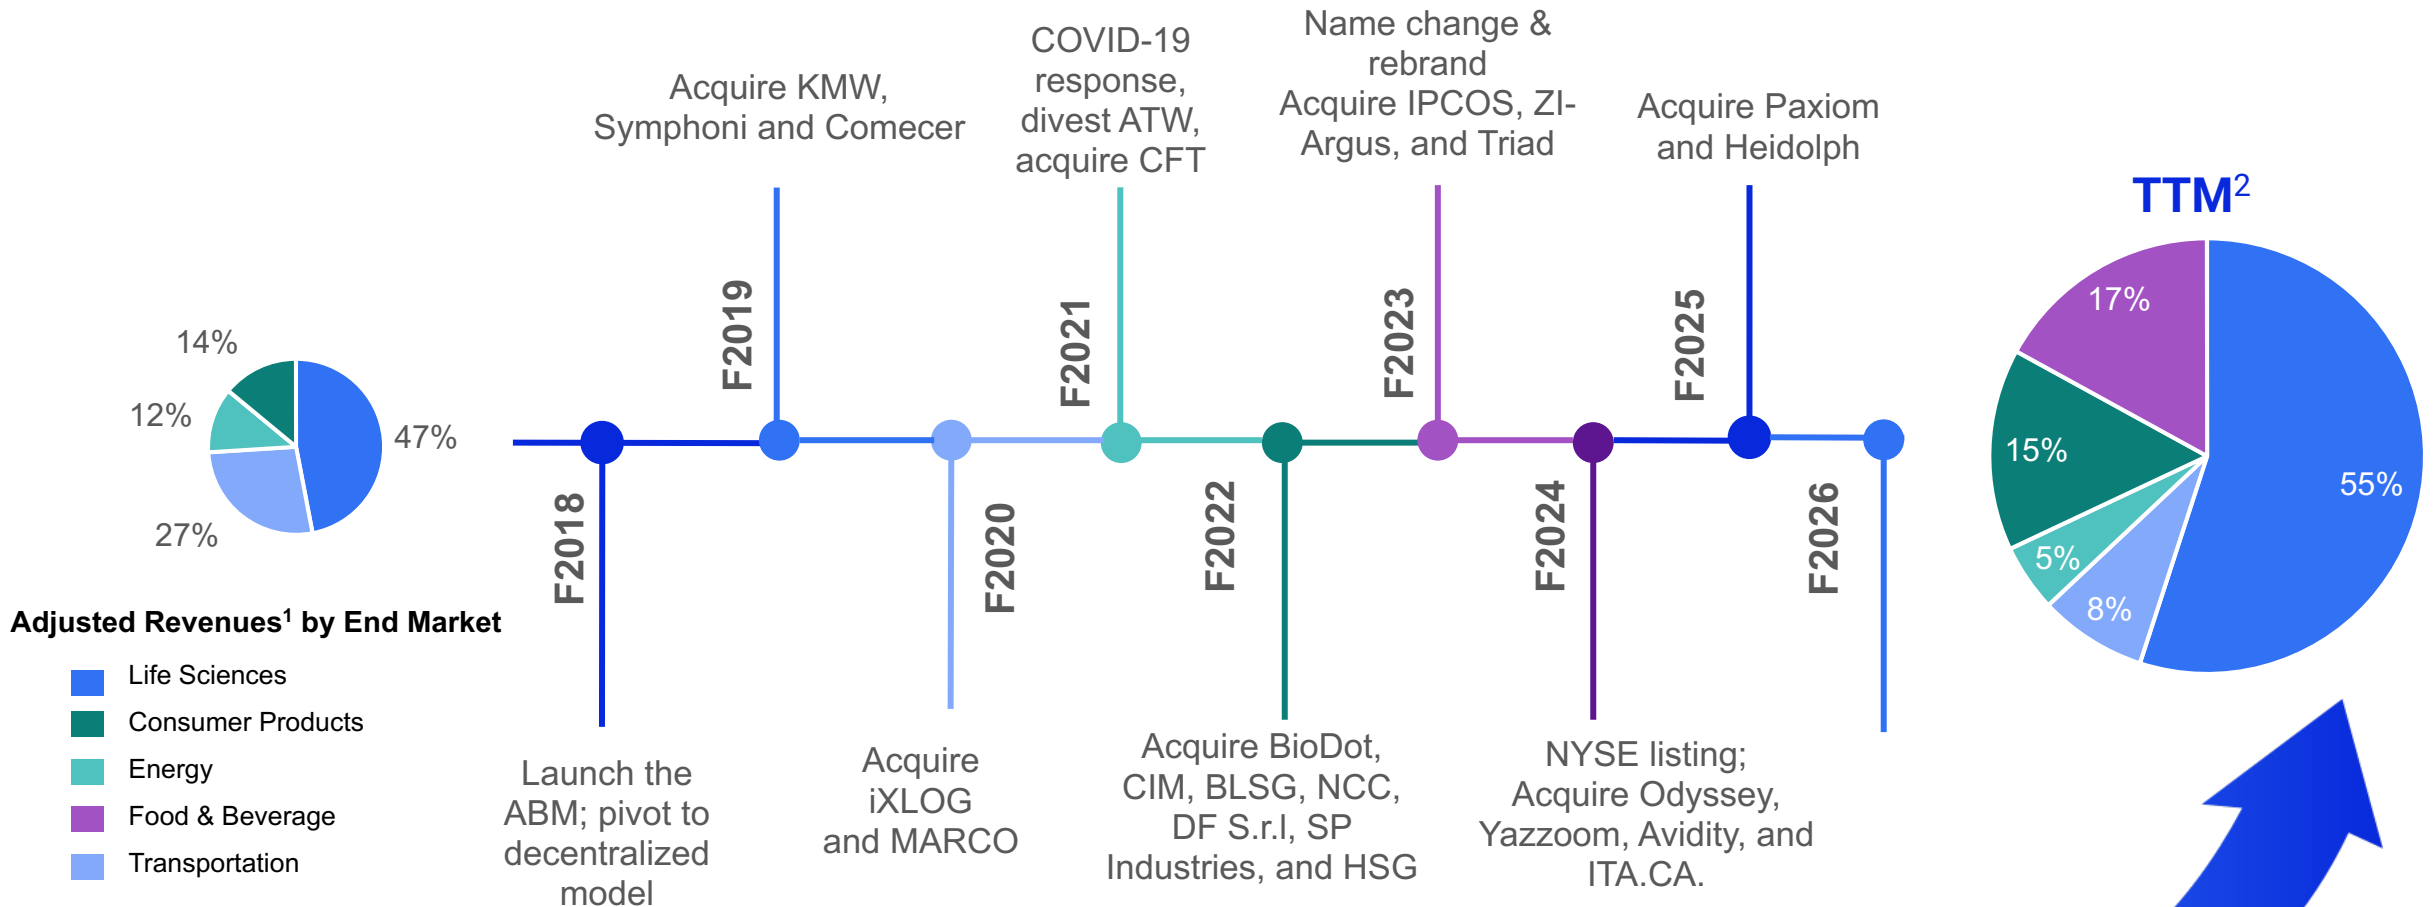 14%
12%
47%
27%
Adjusted Revenues¹ by End Market
Life Sciences
Consumer Products
Energy
Food & Beverage
Transportation
F2018
Launch the
ABM; pivot to
decentralized
model
Acquire KMW,
Symphoni and Comecer
F2019
F2020
Acquire
iXLOG
and MARCO
COVID-19
response,
divest ATW,
acquire CFT
F2021
F2022
Acquire BioDot,
CIM, BLSG, NCC,
DF S.r.l, SP
Industries, and HSG
Name change &
rebrand
Acquire IPCOS, ZI-
Argus, and Triad
F2023
F2024
NYSE listing;
Acquire Odyssey,
Yazzoom, Avidity, and
ITA.CA.
Acquire Paxiom
and Heidolph
F2025
F2026
TTM²
17%
15%
55%
5%
8%